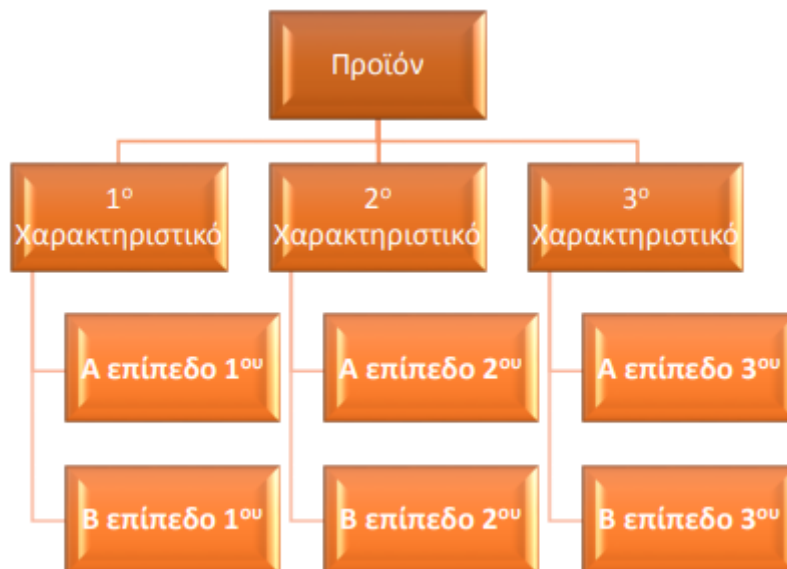 Προϊόν
1ο
Χαρακτηριστικό
2ο
Χαρακτηριστικό
3ο
Χαρακτηριστικό
Α επίπεδο 1ου
Α επίπεδο 2ου
Α επίπεδο 3ου
Β επίπεδο 1ου
Β επίπεδο 2ου
Β επίπεδο 3ου